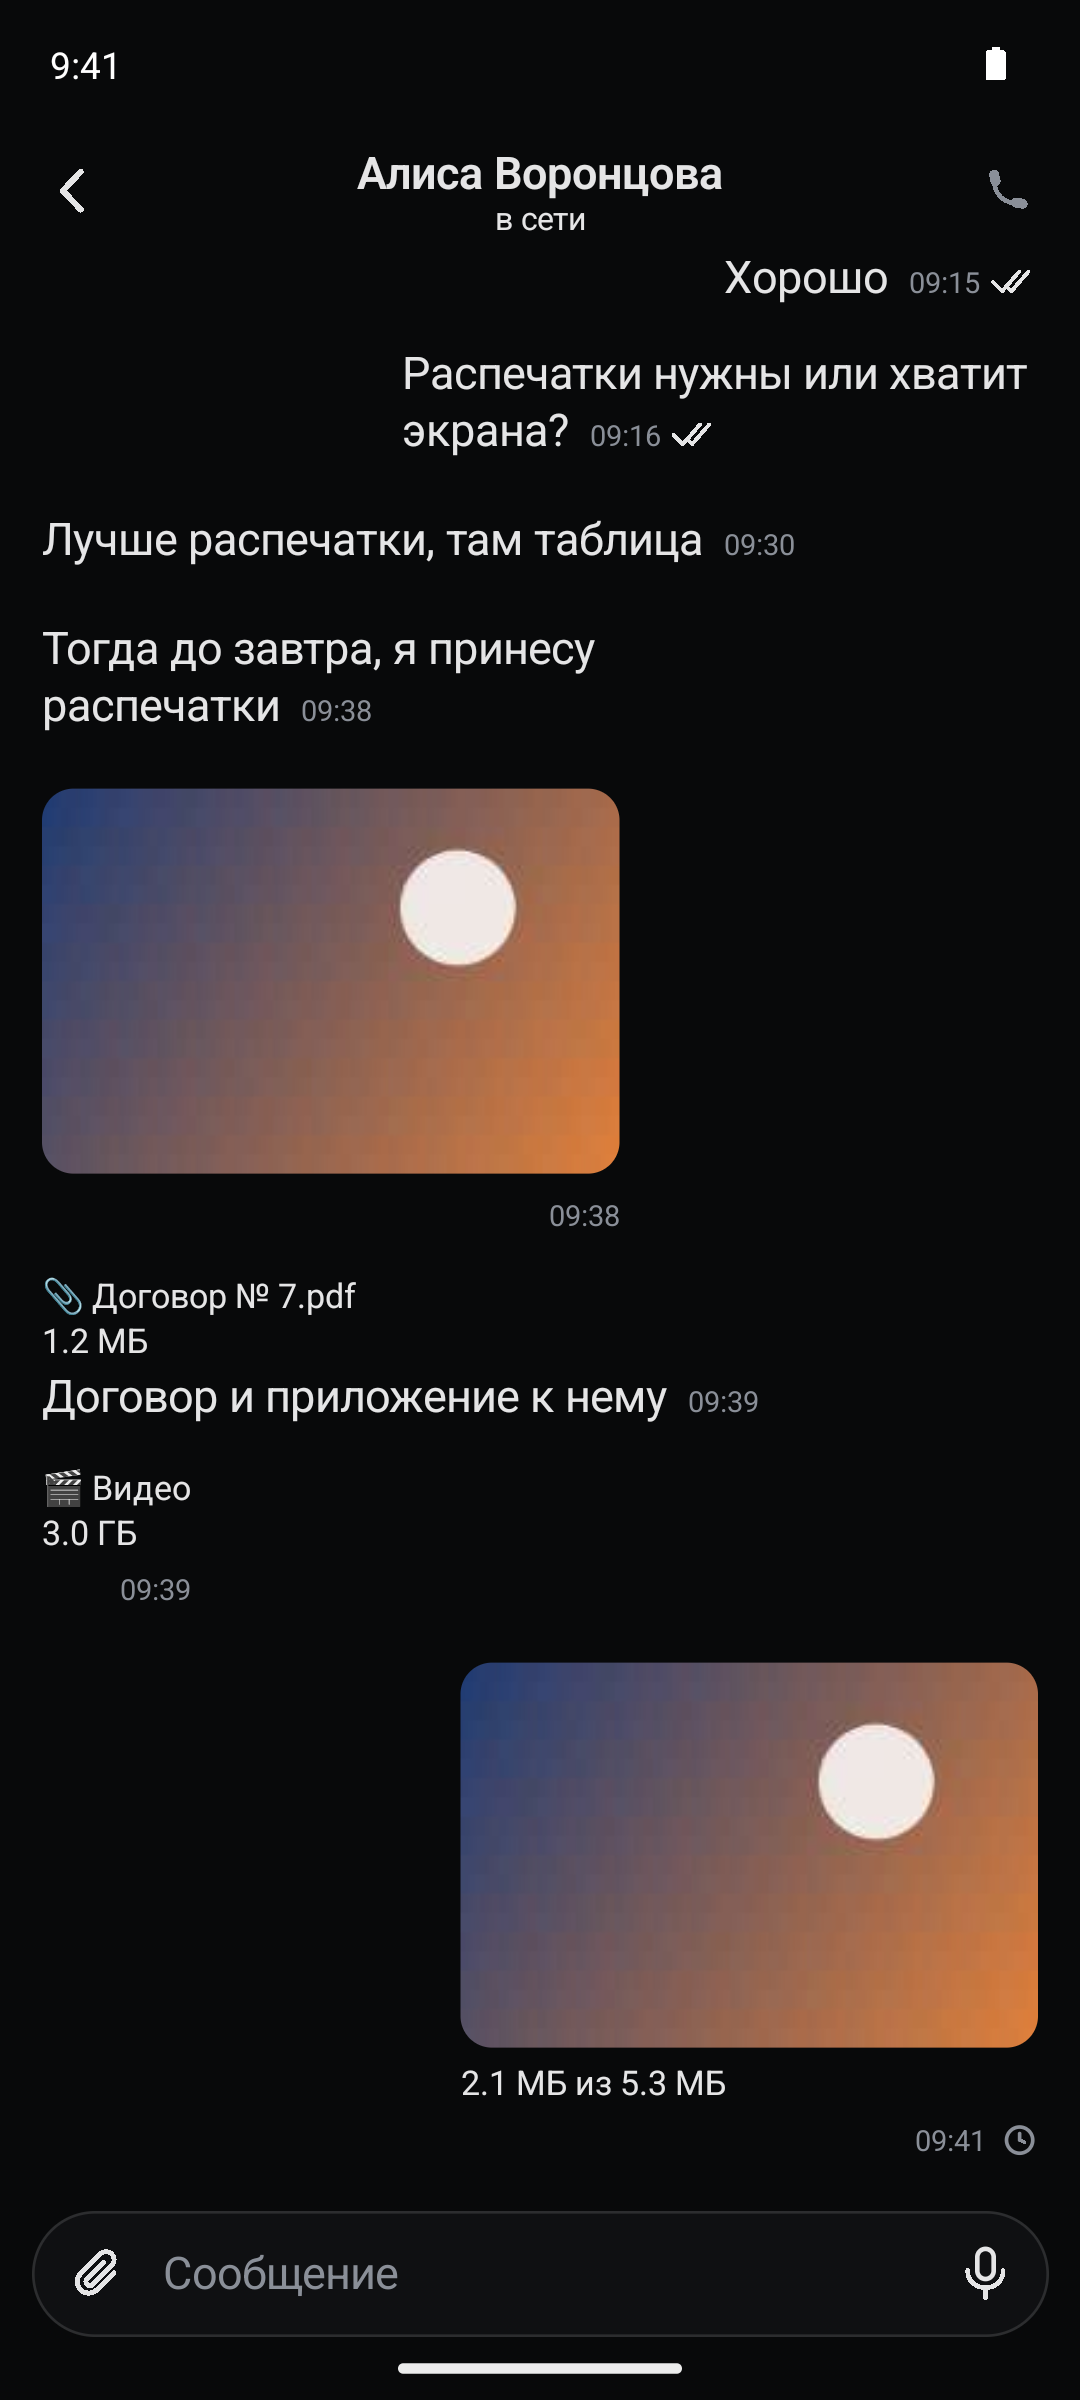 9:41
Алиса Воронцова
в сети
Хорошо 09:15
Распечатки нужны или хватит
экрана? 09:16
Лучше распечатки, там таблица 09:30
Тогда до завтра, я принесу
распечатки 09:38
09:38
📎 Договор № 7.pdf
1.2 МБ
Договор и приложение к нему 09:39
🎬 Видео
3.0 ГБ
09:39
2.1 МБ из 5.3 МБ
09:41
Сообщение